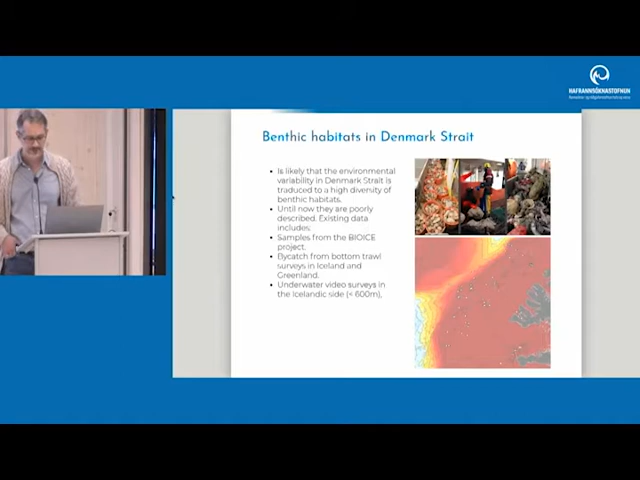 HAFRANNSÓKNASTOFNUN
Benthic habitats in Denmark Strait
• Is likely that the environmental
variability in Denmark Strait is
traduced to a high diversity of
benthic habitats.
• Until now they are poorly
described. Existing data
includes:
• Samples from the BIOICE
project.
• Bycatch from bottom trawl
surveys in Iceland and
Greenland.
• Underwater video surveys in
the Icelandic side (< 600m),